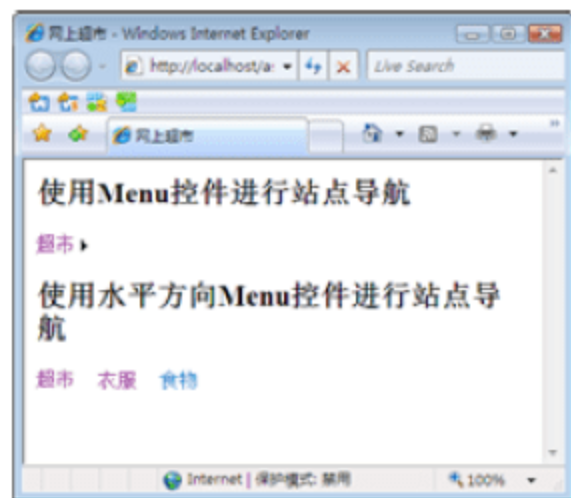 网上超市 - Windows Internet Explorer
http://localhost/a:
Live Search
网上超市
使用Menu控件进行站点导航
超市
使用水平方向Menu控件进行站点导
航
超市 衣服 食物
Internet | 保护模式: 禁用
100%